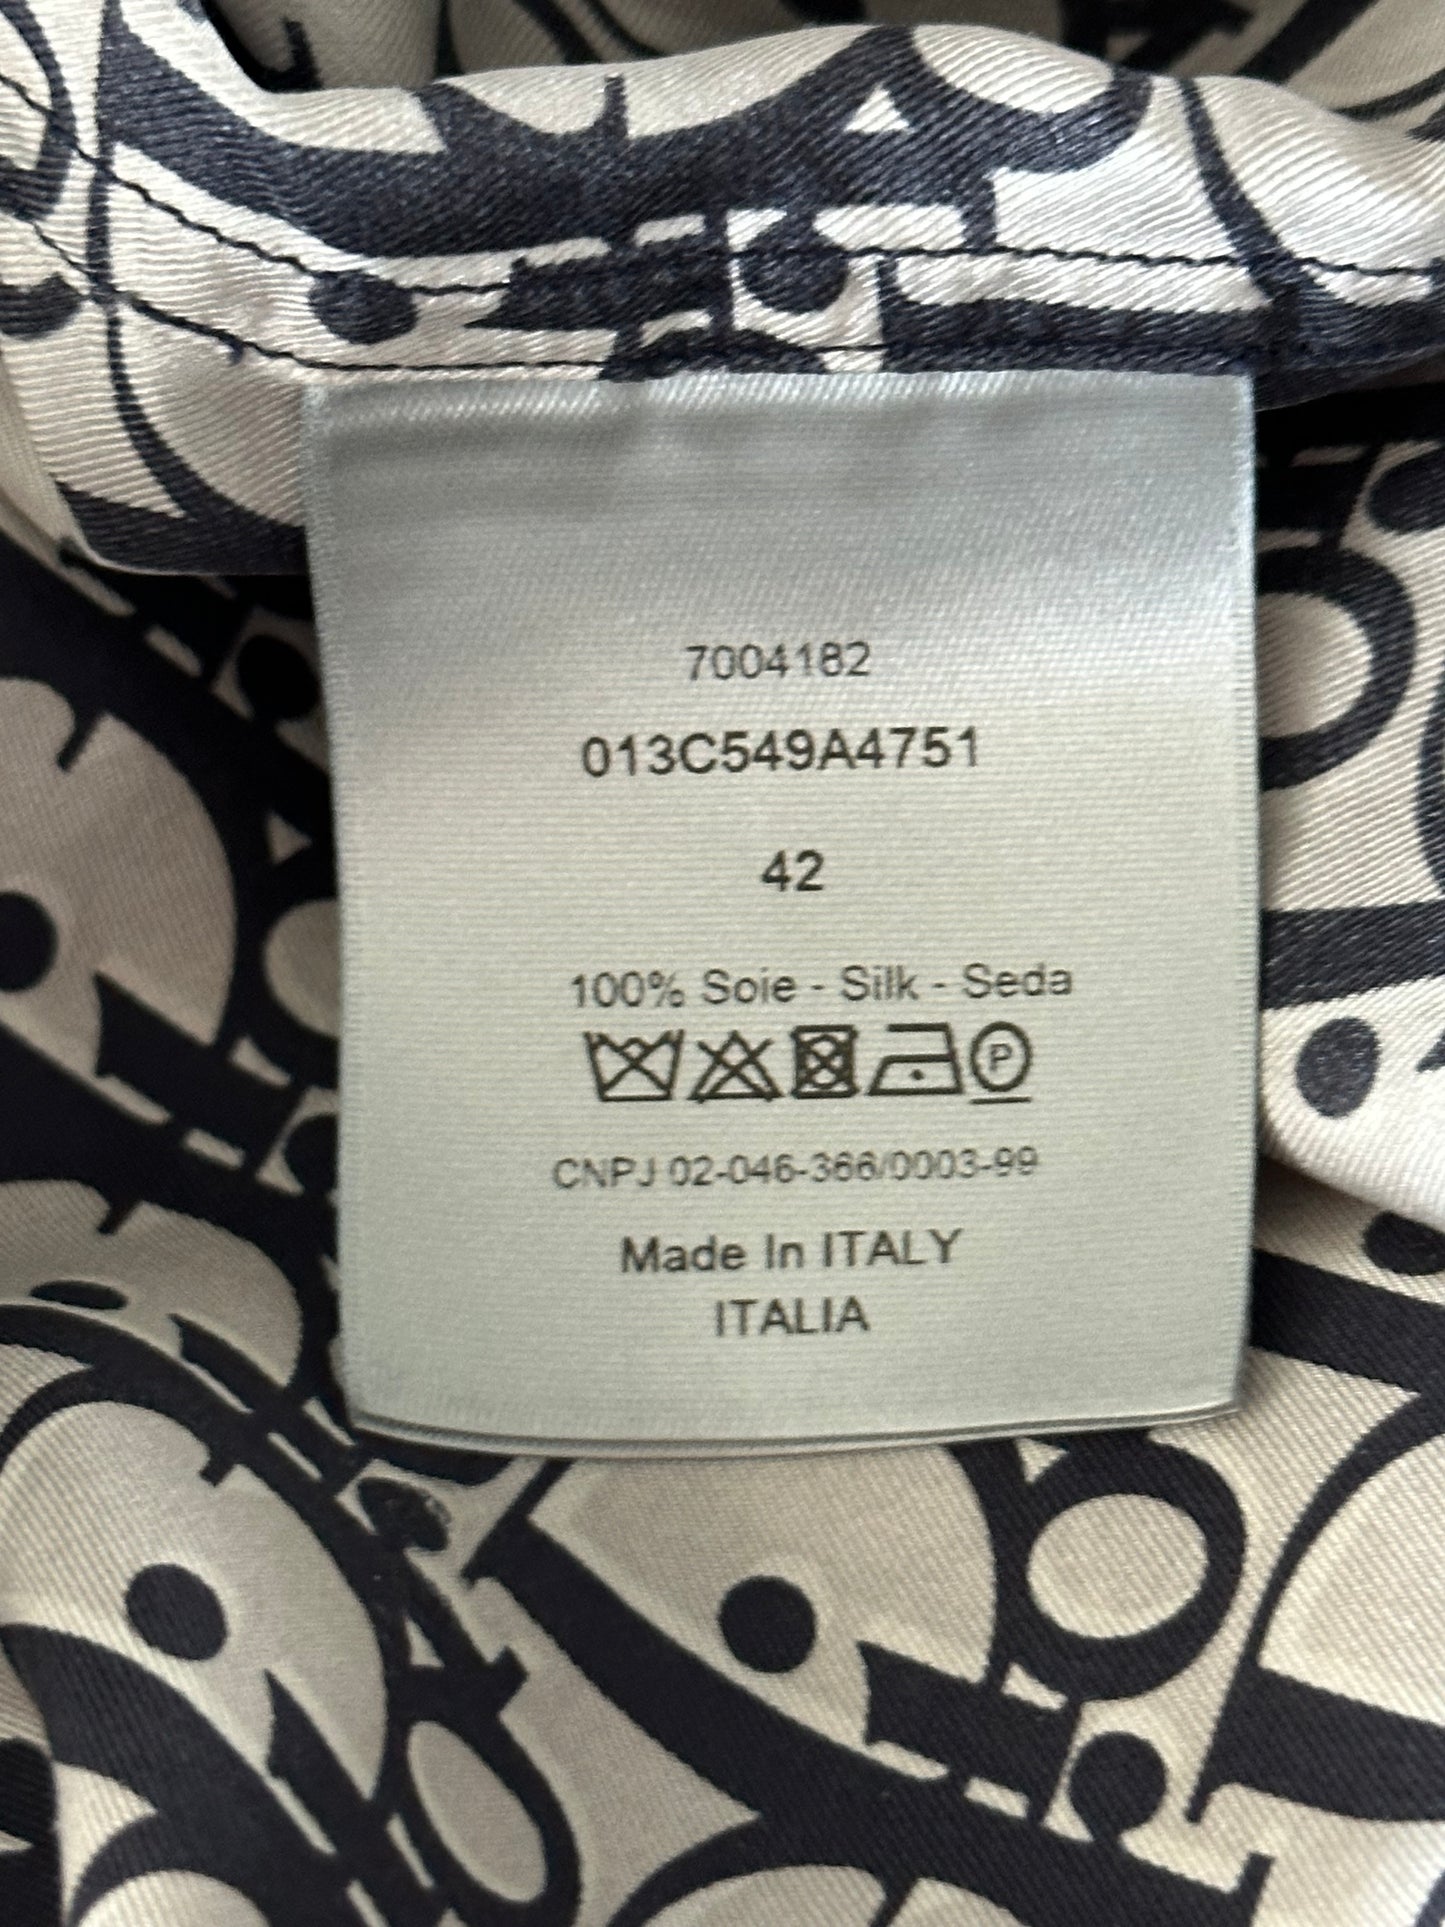 7004182
013C549A4751
42
100% Soie - Silk - Seda
P
CNPJ 02-046-366/0003-99
Made In ITALY
ITALIA